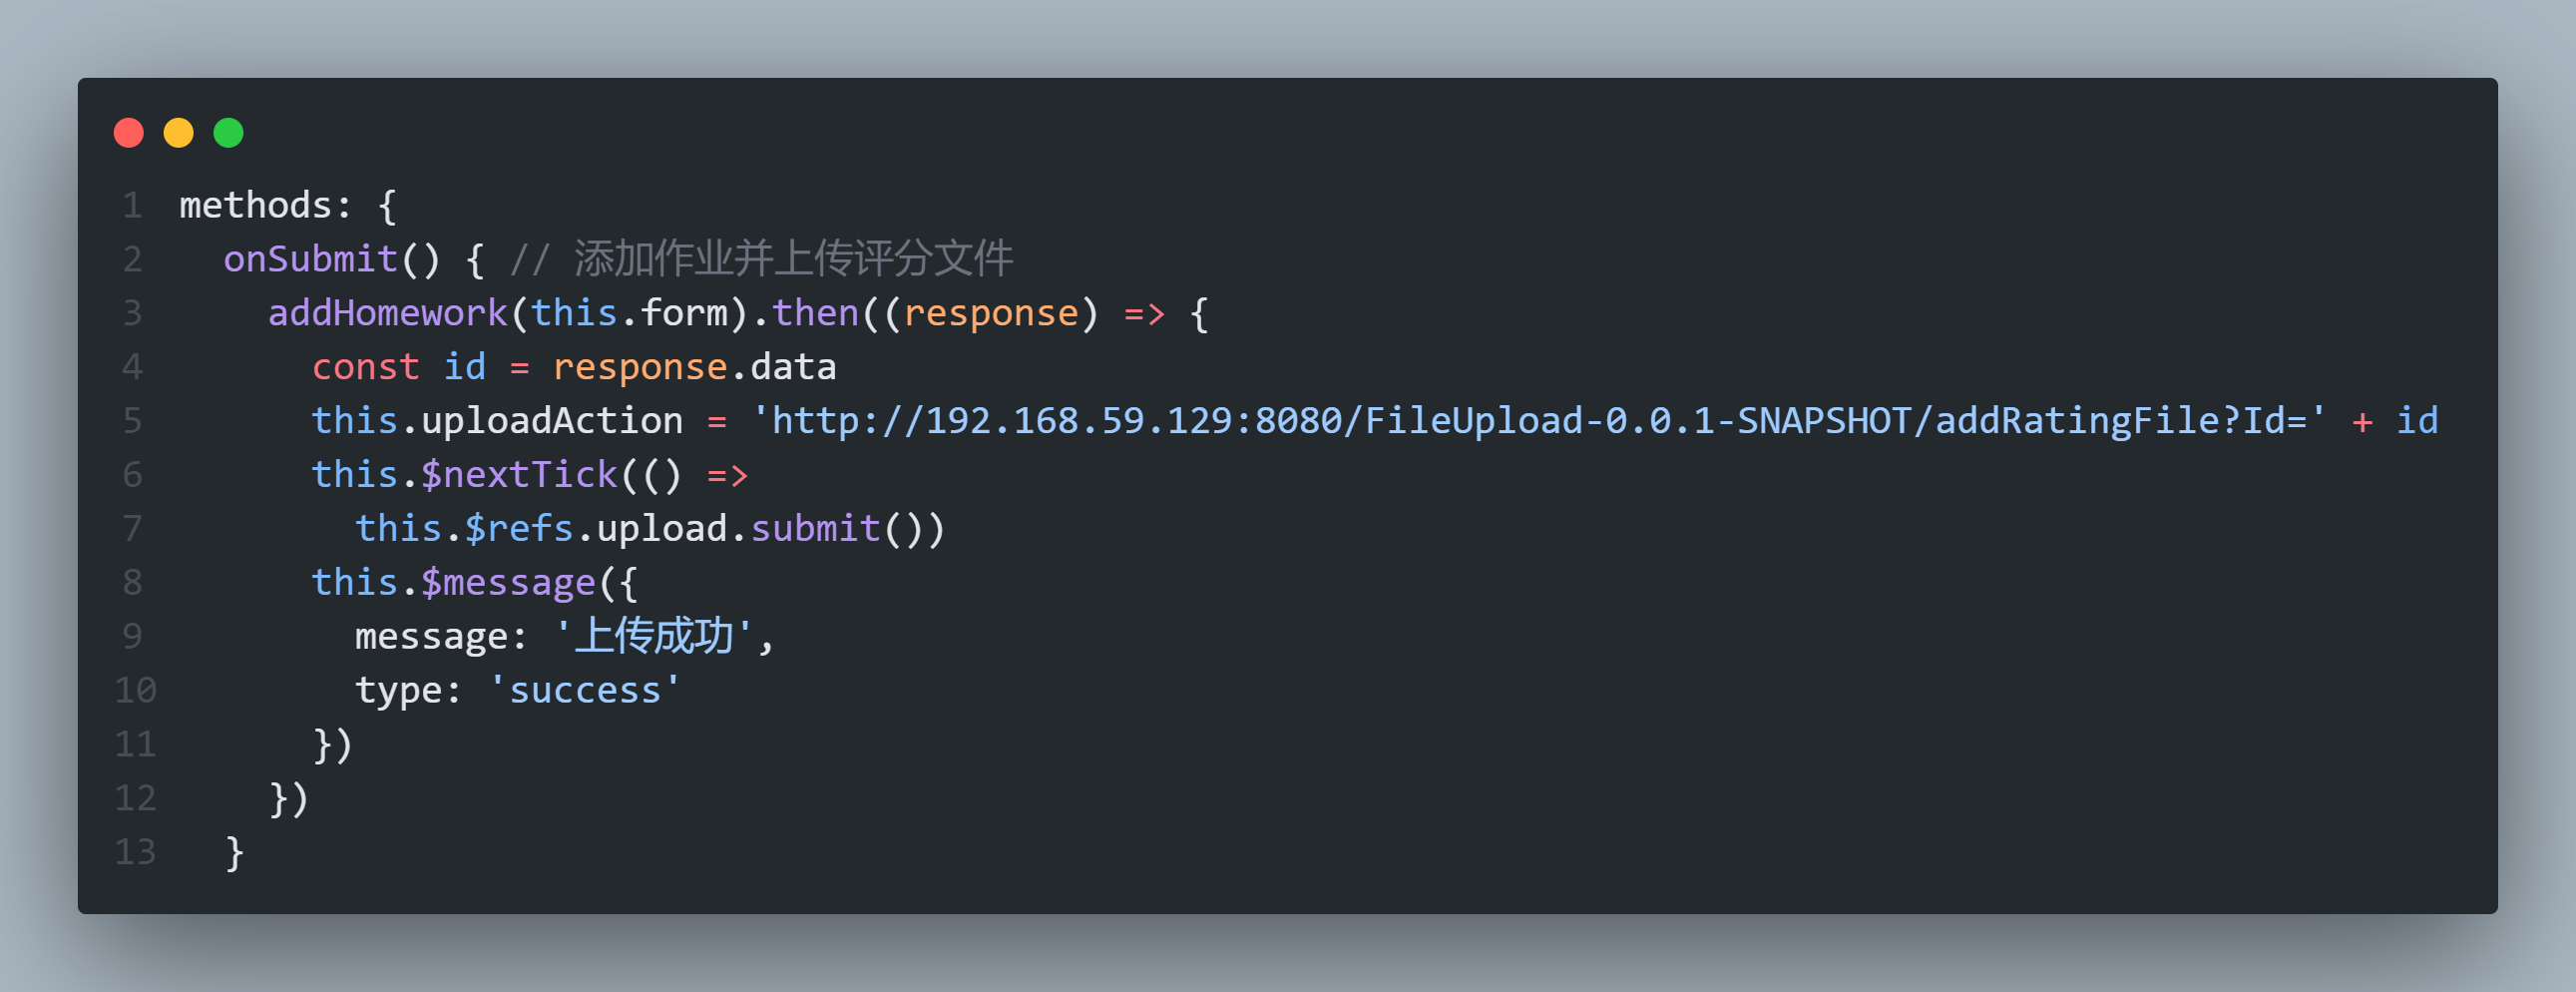 1 methods: {
2   onSubmit() { // 添加作业并上传评分文件
3     addHomework(this.form).then((response) => {
4       const id = response.data
5       this.uploadAction = 'http://192.168.59.129:8080/FileUpload-0.0.1-SNAPSHOT/addRatingFile?Id=' + id
6       this.$nextTick(() =>
7         this.$refs.upload.submit())
8       this.$message({
9         message: '上传成功',
10         type: 'success'
11       })
12     })
13   }